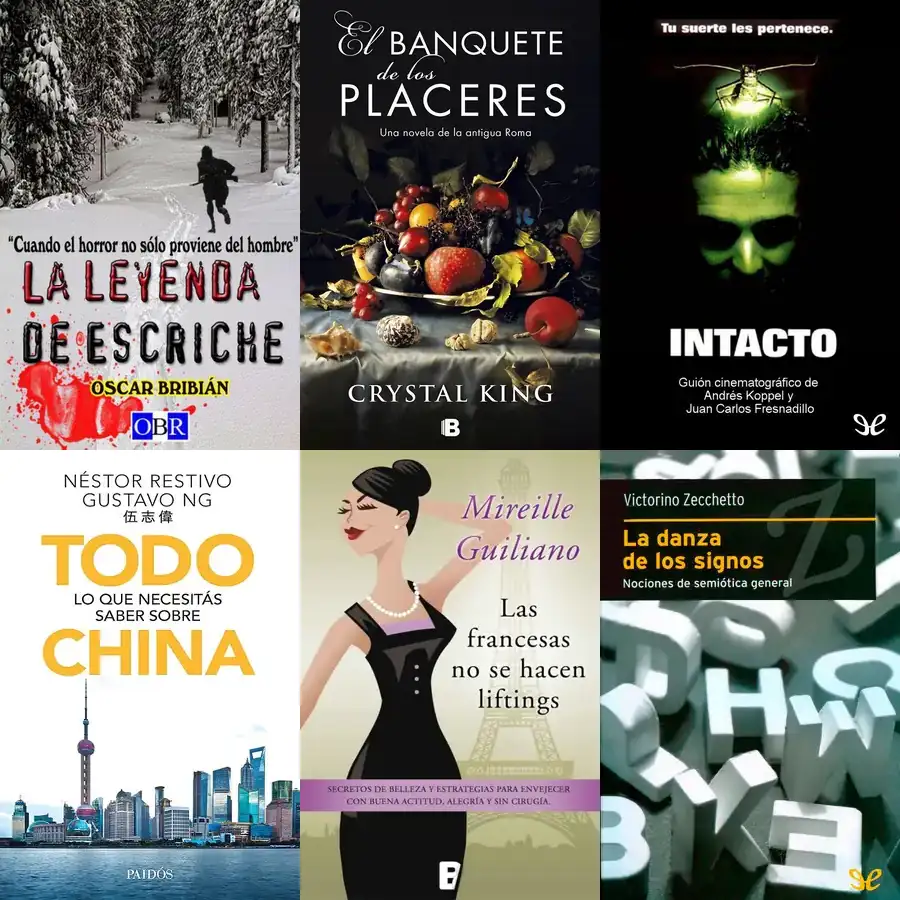 "Cuando el horror no sólo proviene del hombre"
LA LEYENDA
DE ESCRICHE
OSCAR BRIBIÁN
OBR
El BANQUETE
de los
PLACERES
Una novela de la antigua Roma
CRYSTAL KING
B
Tu suerte les pertenece.
INTACTO
Guión cinematográfico de
Andrés Koppel y
Juan Carlos Fresnadillo
NÉSTOR RESTIVO
GUSTAVO NG
伍志偉
TODO
LO QUE NECESITÁS
SABER SOBRE
CHINA
PAIDÓS
Mireille
Guiliano
Las
francesas
no se hacen
liftings
SECRETOS DE BELLEZA Y ESTRATEGIAS PARA ENVEJECER
CON BUENA ACTITUD, ALEGRÍA Y SIN CIRUGÍA.
B
Victorino Zecchetto
Z
La danza
de los signos
Nociones de semiótica general
H
W
K
E
B